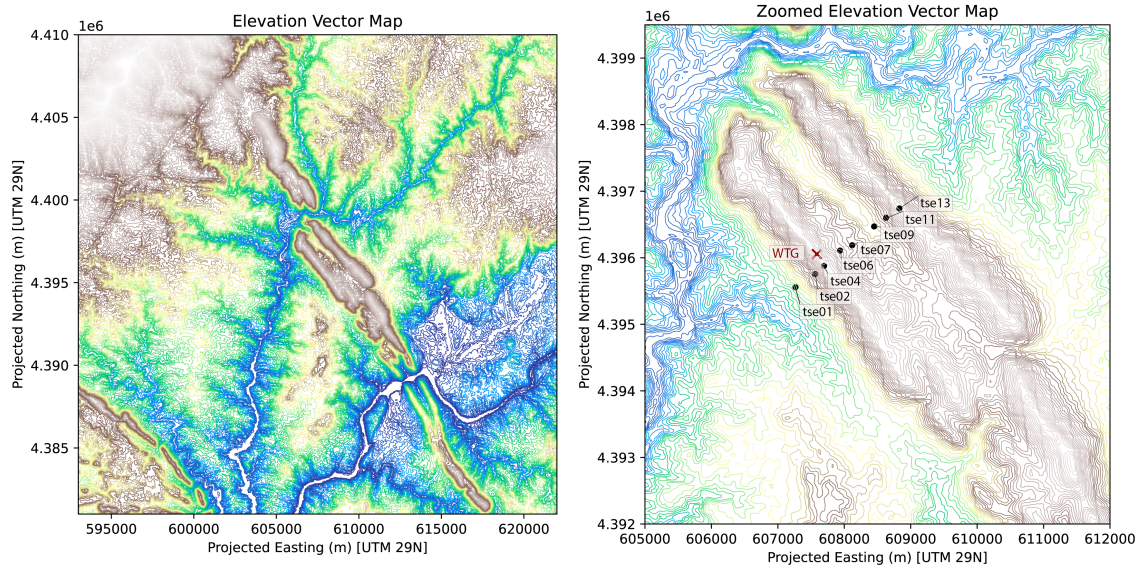 Elevation Vector Map
1e6
4.410
4.405
4.400
4.395
4.390
4.385
595000 600000 605000 610000 615000 620000
Projected Easting (m) [UTM 29N]
Projected Northing (m) [UTM 29N]
Zoomed Elevation Vector Map
1e6
4.399
4.398
4.397
4.396
4.395
4.394
4.393
4.392
tse13
tse11
tse09
tse07
WTG
tse06
tse04
tse02
tse01
605000 606000 607000 608000 609000 610000 611000 612000
Projected Easting (m) [UTM 29N]
Projected Northing (m) [UTM 29N]